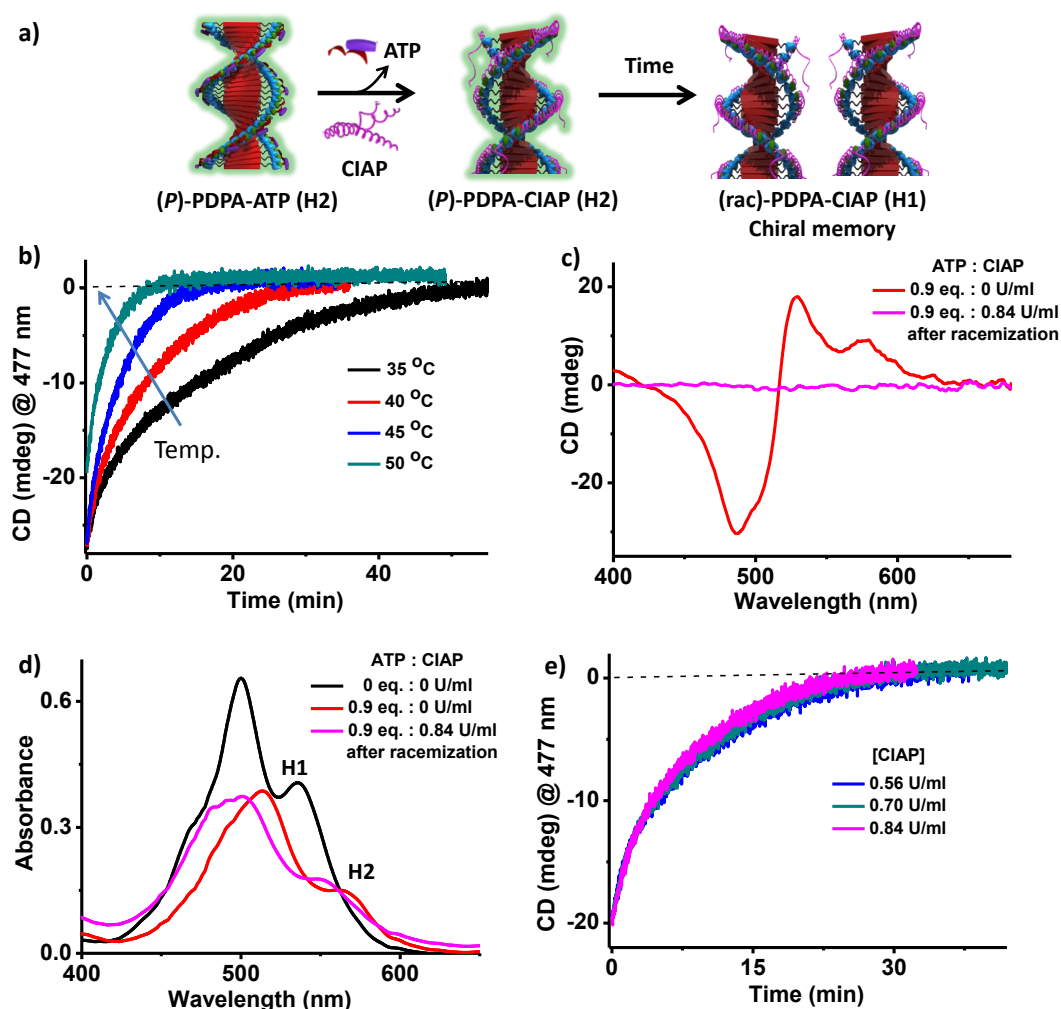 a)
ATP
CIAP
Time
(P)-PDPA-ATP (H2)
(P)-PDPA-CIAP (H2)
(rac)-PDPA-CIAP (H1)
Chiral memory
b)
CD (mdeg) @ 477 nm
0
-10
-20
Temp.
35 ºC
40 ºC
45 ºC
50 ºC
0
20
40
Time (min)
c)
CD (mdeg)
20
0
-20
ATP : CIAP
0.9 eq. : 0 U/ml
0.9 eq. : 0.84 U/ml
after racemization
400
500
600
Wavelength (nm)
d)
Absorbance
0.6
0.3
0.0
ATP : CIAP
0 eq. : 0 U/ml
0.9 eq. : 0 U/ml
0.9 eq. : 0.84 U/ml
after racemization
H1
H2
400
500
600
Wavelength (nm)
e)
CD (mdeg) @ 477 nm
0
-10
-20
[CIAP]
0.56 U/ml
0.70 U/ml
0.84 U/ml
0
15
30
Time (min)